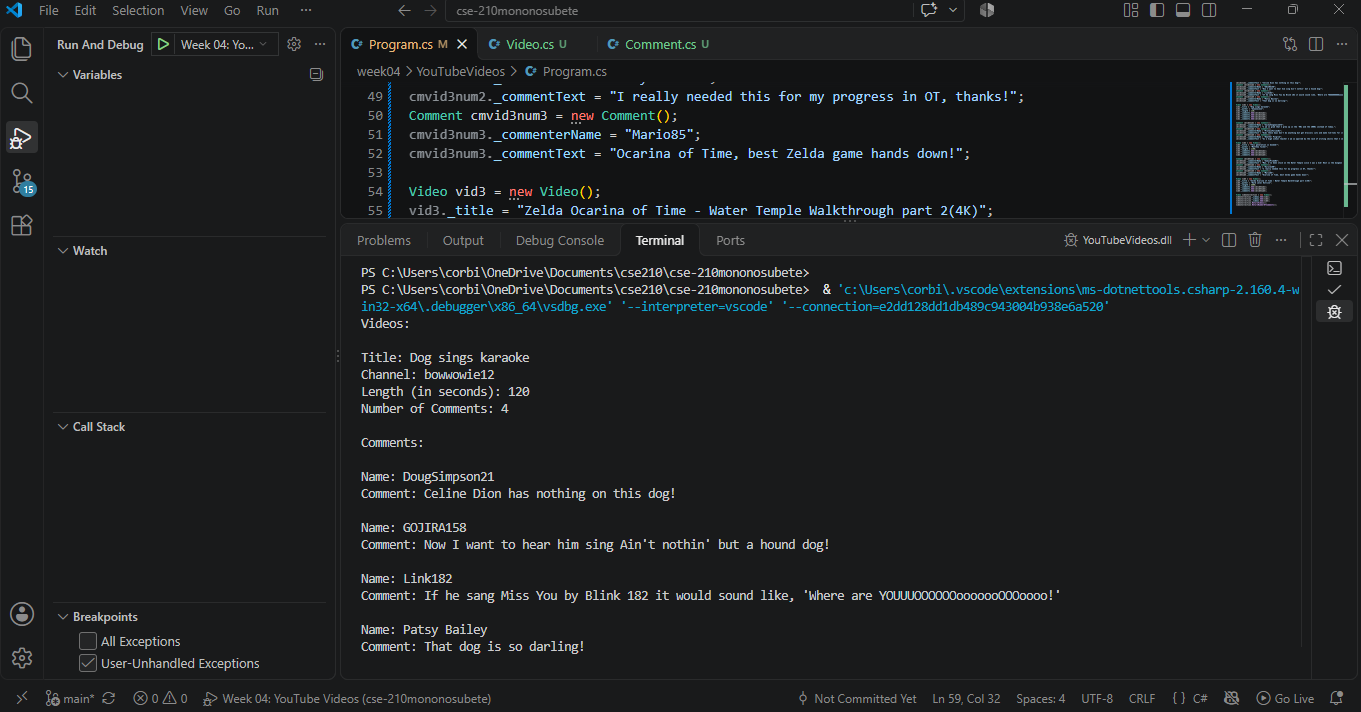 File Edit Selection View Go Run ··· cse-210mononosubete
Run And Debug Week 04: Yo... ···
Program.cs M Video.cs U Comment.cs U ···
Variables
week04 > YouTubeVideos > Program.cs
49 cmvid3num2._commentText = "I really needed this for my progress in OT, thanks!";
50 Comment cmvid3num3 = new Comment();
51 cmvid3num3._commenterName = "Mario85";
52 cmvid3num3._commentText = "Ocarina of Time, best Zelda game hands down!";
53
54 Video vid3 = new Video();
55 vid3._title = "Zelda Ocarina of Time - Water Temple Walkthrough part 2(4K)";
15
Watch
Call Stack
Breakpoints
All Exceptions
User-Unhandled Exceptions
Problems Output Debug Console Terminal Ports YouTubeVideos.dll ···
PS C:\Users\corbi\OneDrive\Documents\cse210\cse-210mononosubete>
PS C:\Users\corbi\OneDrive\Documents\cse210\cse-210mononosubete> & 'c:\Users\corbi\.vscode\extensions\ms-dotnettools.csharp-2.160.4-w
in32-x64\.debugger\x86_64\vsdbg.exe' '--interpreter=vscode' '--connection=e2dd128dd1db489c943004b938e6a520'
Videos:
Title: Dog sings karaoke
Channel: bowwowie12
Length (in seconds): 120
Number of Comments: 4
Comments:
Name: DougSimpson21
Comment: Celine Dion has nothing on this dog!
Name: GOJIRA158
Comment: Now I want to hear him sing Ain't nothin' but a hound dog!
Name: Link182
Comment: If he sang Miss You by Blink 182 it would sound like, 'Where are YOUUUOOOOOOooooooOOOoooo!'
Name: Patsy Bailey
Comment: That dog is so darling!
main* 0 0 Week 04: YouTube Videos (cse-210mononosubete) Not Committed Yet Ln 59, Col 32 Spaces: 4 UTF-8 CRLF { } C# Go Live